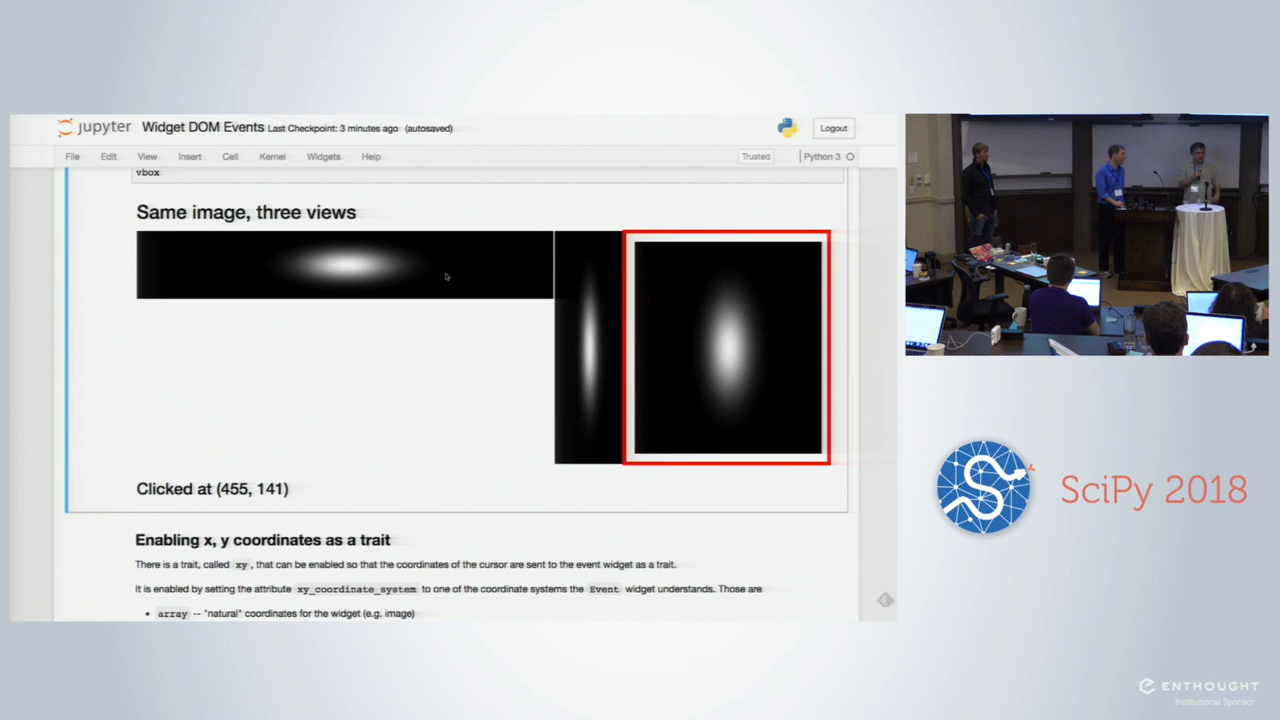 jupyter Widget DOM Events Last Checkpoint: 3 minutes ago (autosaved) Logout
File Edit View Insert Cell Kernel Widgets Help Trusted Python 3
vbox
Same image, three views
Clicked at (455, 141)
Enabling x, y coordinates as a trait
There is a trait, called xy, that can be enabled so that the coordinates of the cursor are sent to the event widget as a trait.
It is enabled by setting the attribute xy_coordinate_system to one of the coordinate systems the Event widget understands. Those are
• array -- "natural" coordinates for the widget (e.g. image)
SciPy 2018
ENTHOUGHT
Institutional Sponsor